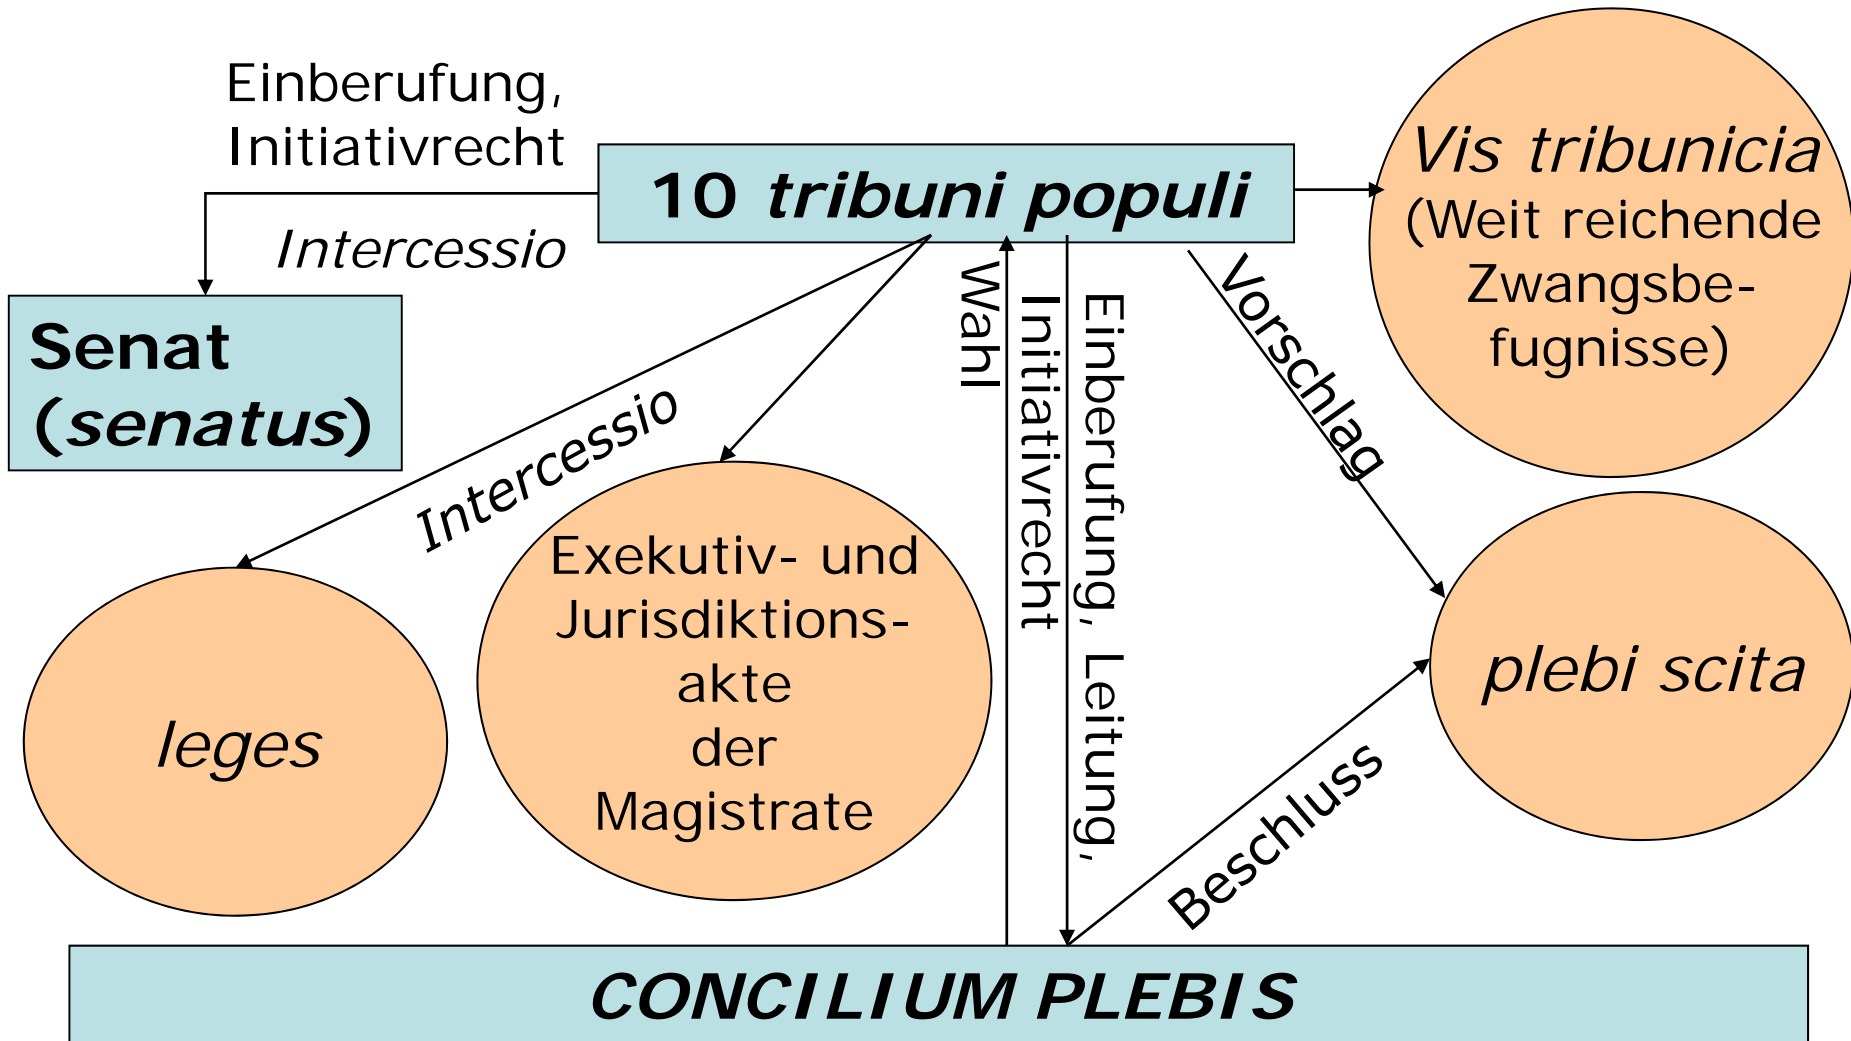 Einberufung,
Initiativrecht
10 tribuni populi
Intercessio
Senat
(senatus)
Vis tribunicia
(Weit reichende
Zwangsbe-
fugnisse)
Wahl
Einberufung, Leitung,
Initiativrecht
Vorschlag
Intercessio
leges
Exekutiv- und
Jurisdiktions-
akte
der
Magistrate
plebi scita
Beschluss
CONCILIUM PLEBIS